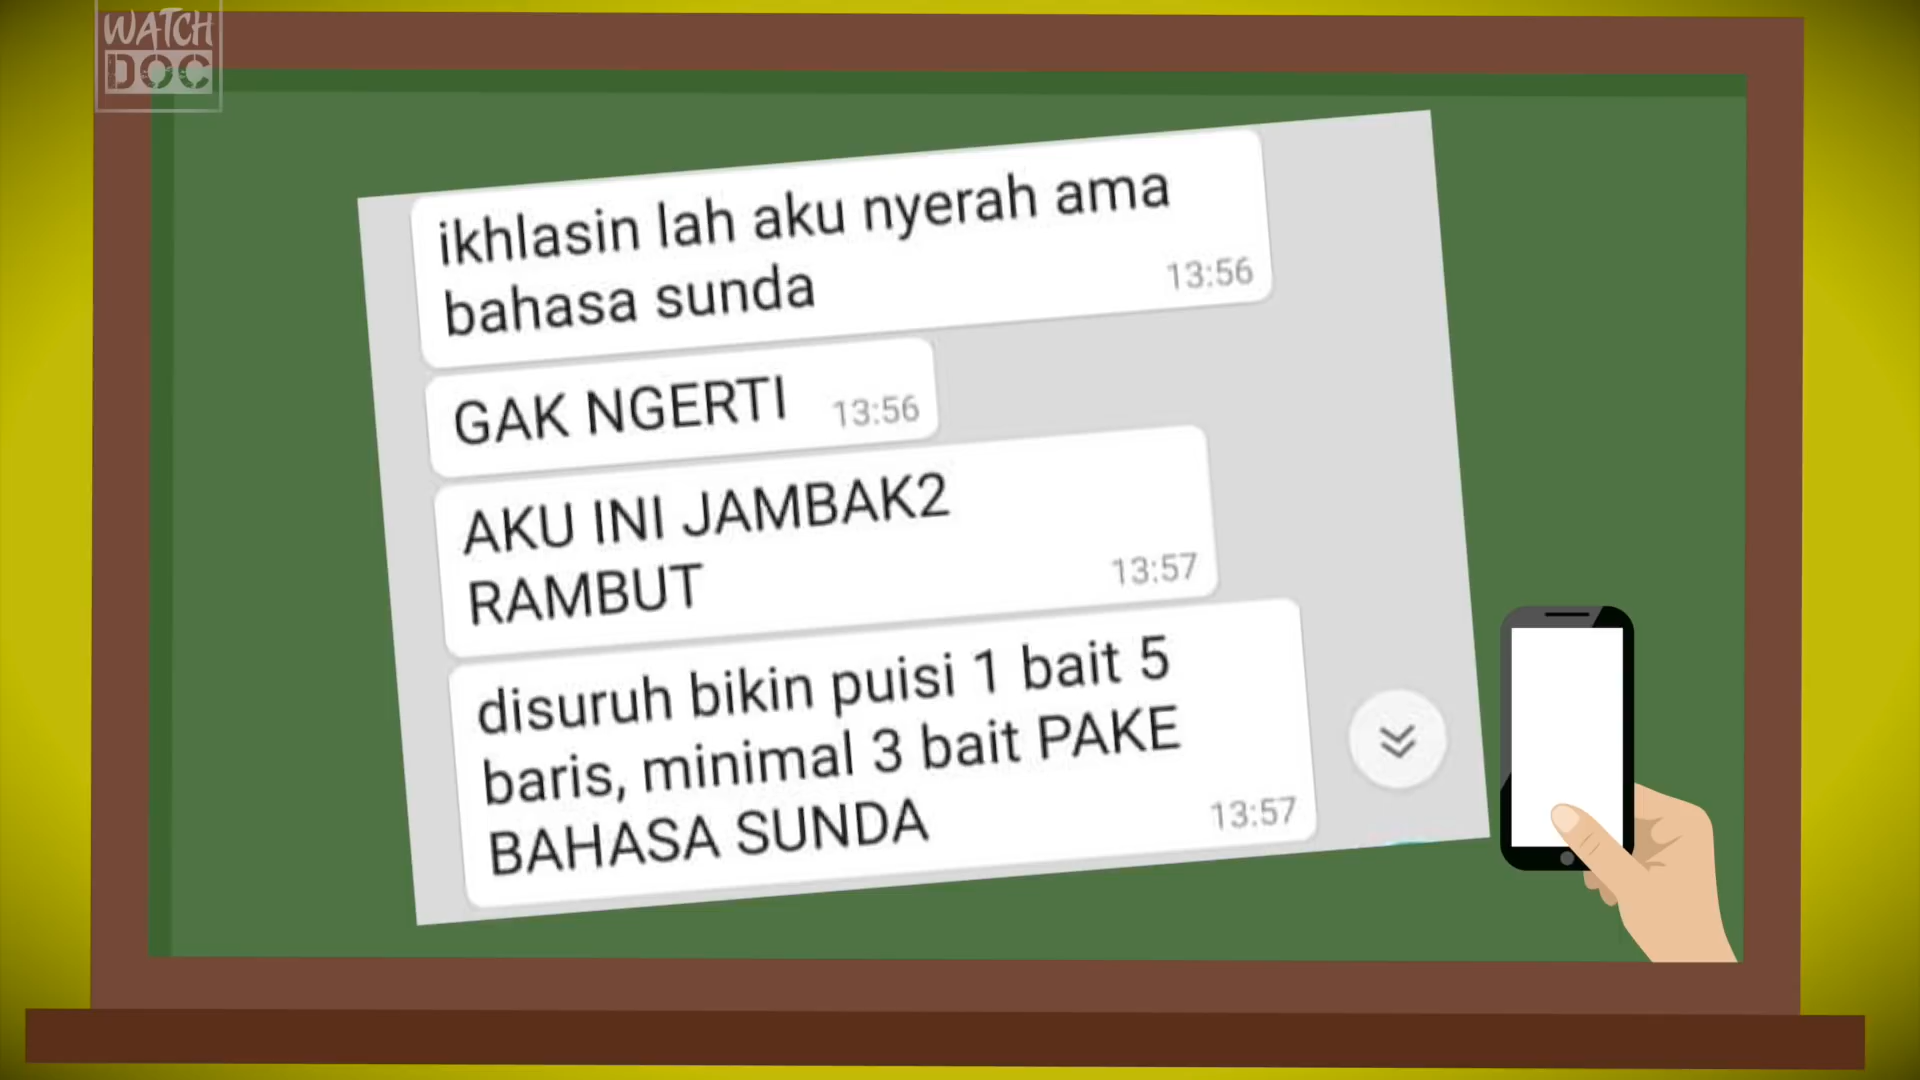 WATCH
DOC
ikhlasin lah aku nyerah ama
bahasa sunda
13:56
GAK NGERTI 13:56
AKU INI JAMBAK2
RAMBUT
13:57
disuruh bikin puisi 1 bait 5
baris, minimal 3 bait PAKE
BAHASA SUNDA
13:57